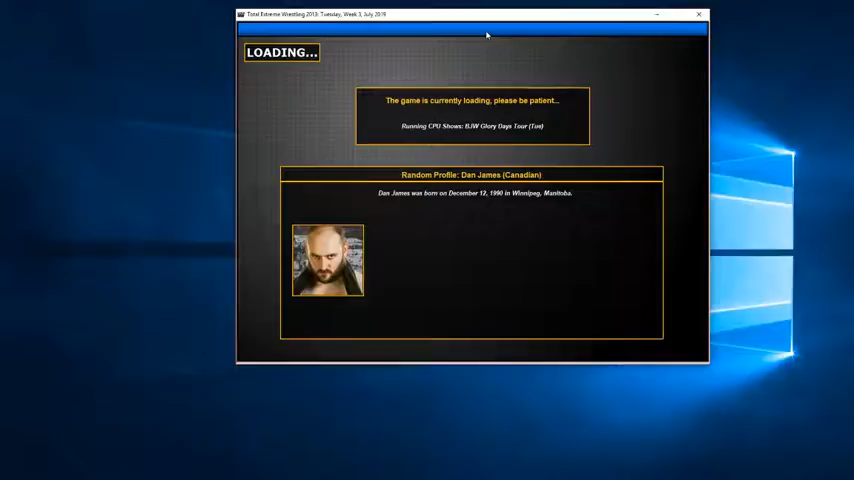 Total Extreme Wrestling 2013: Tuesday, Week 3, July 2019
LOADING...
The game is currently loading, please be patient...
Running CPU Shows: BJW Glory Days Tour (Tue)
Random Profile: Dan James (Canadian)
Dan James was born on December 12, 1990 in Winnipeg, Manitoba.